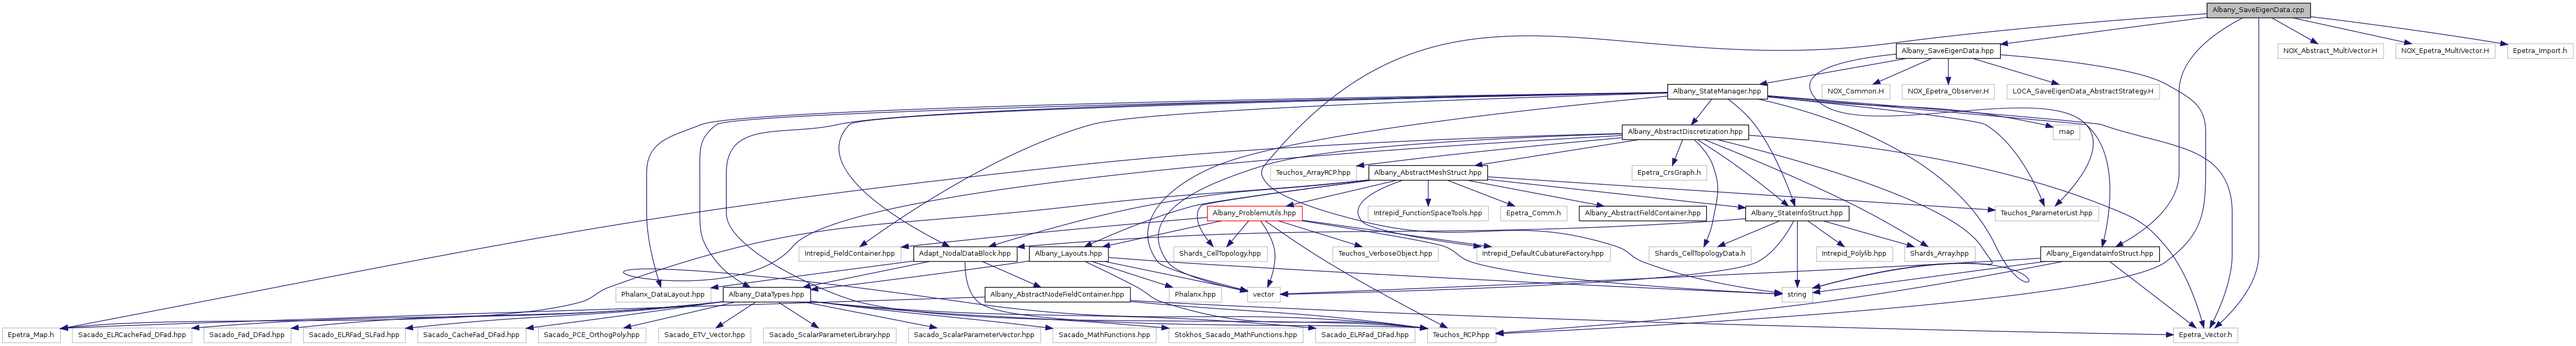 Albany_SaveEigenData.cpp
Albany_SaveEigenData.hpp
NOX_Abstract_MultiVector.H
NOX_Epetra_MultiVector.H
Epetra_Import.h
Albany_StateManager.hpp
NOX_Common.H
NOX_Epetra_Observer.H
LOCA_SaveEigenData_AbstractStrategy.H
Albany_AbstractDiscretization.hpp
map
Teuchos_ArrayRCP.hpp
Albany_AbstractMeshStruct.hpp
Epetra_CrsGraph.h
Albany_ProblemUtils.hpp
Intrepid_FunctionSpaceTools.hpp
Epetra_Comm.h
Albany_AbstractFieldContainer.hpp
Albany_StateInfoStruct.hpp
Teuchos_ParameterList.hpp
Intrepid_FieldContainer.hpp
Adapt_NodalDataBlock.hpp
Albany_Layouts.hpp
Shards_CellTopology.hpp
Teuchos_VerboseObject.hpp
Intrepid_DefaultCubatureFactory.hpp
Shards_CellTopologyData.h
Intrepid_Polylib.hpp
Shards_Array.hpp
Albany_EigendataInfoStruct.hpp
Phalanx_DataLayout.hpp
Albany_DataTypes.hpp
Albany_AbstractNodeFieldContainer.hpp
Phalanx.hpp
vector
string
Epetra_Map.h
Sacado_ELRCacheFad_DFad.hpp
Sacado_Fad_DFad.hpp
Sacado_ELRFad_SLFad.hpp
Sacado_CacheFad_DFad.hpp
Sacado_PCE_OrthogPoly.hpp
Sacado_ETV_Vector.hpp
Sacado_ScalarParameterLibrary.hpp
Sacado_ScalarParameterVector.hpp
Sacado_MathFunctions.hpp
Stokhos_Sacado_MathFunctions.hpp
Sacado_ELRFad_DFad.hpp
Teuchos_RCP.hpp
Epetra_Vector.h